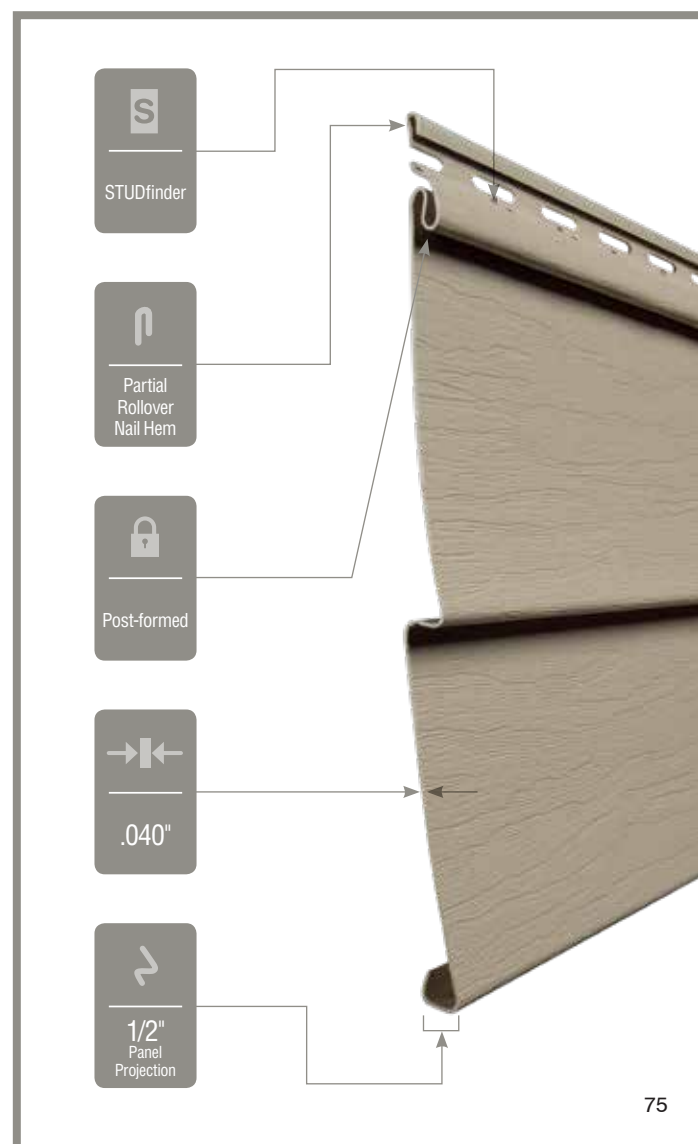 S
STUDfinder
Partial
Rollover
Nail Hem
Post-formed
.040"
1/2"
Panel
Projection
75